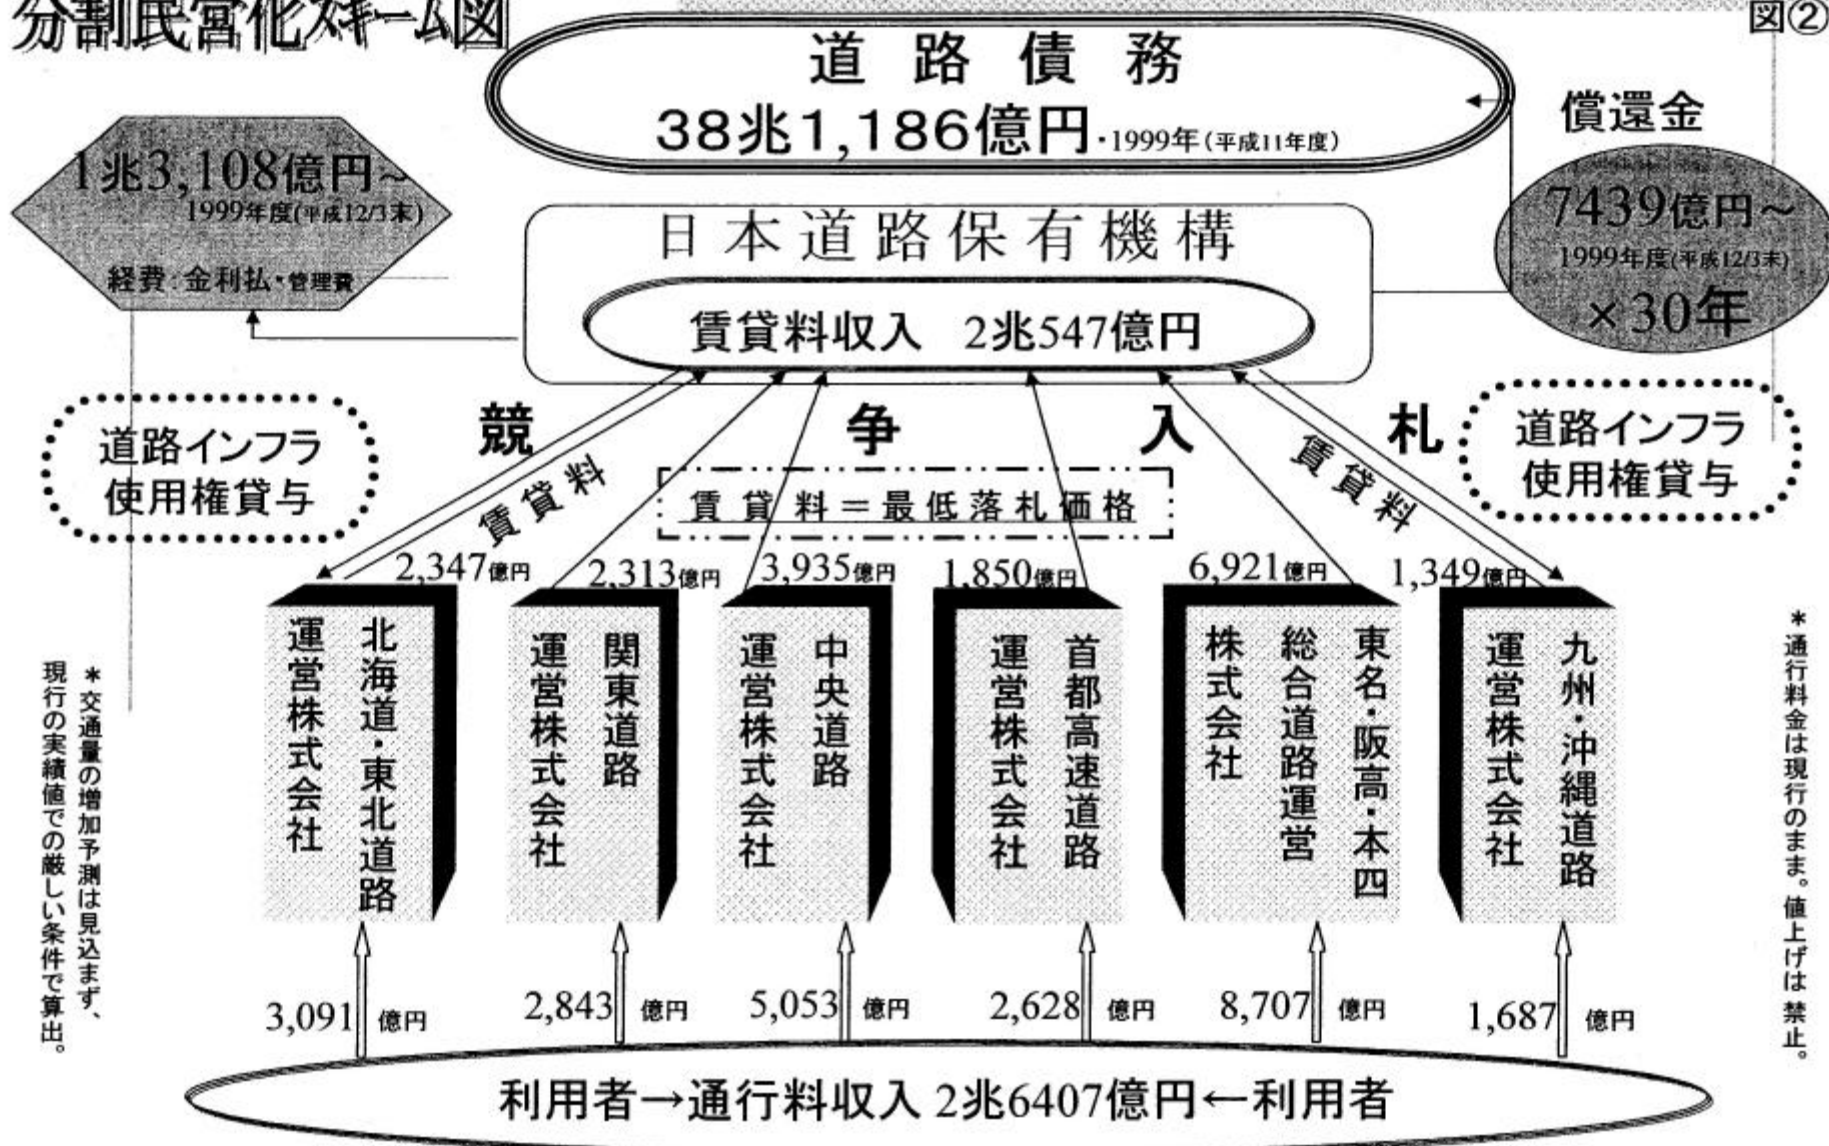 分割民営化スキーム図
図②
道路債務
38兆1,186億円・1999年(平成11年度)
償還金
1兆3,108億円～
1999年度(平成12/3末)
経費:金利払・管理費
7439億円～
1999年度(平成12/3末)
×30年
日本道路保有機構
賃貸料収入 2兆547億円
競争入札
道路インフラ
使用権貸与
道路インフラ
使用権貸与
賃貸料
賃貸料
賃貸料＝最低落札価格
2,347億円
2,313億円
3,935億円
1,850億円
6,921億円
1,349億円
北海道・東北道路
運営株式会社
関東道路
運営株式会社
中央道路
運営株式会社
首都高速道路
運営株式会社
東名・阪高・本四
総合道路運営
株式会社
九州・沖縄道路
運営株式会社
＊交通量の増加予測は見込まず、
現行の実績値での厳しい条件で算出。
＊通行料金は現行のまま。値上げは禁止。
3,091億円
2,843億円
5,053億円
2,628億円
8,707億円
1,687億円
利用者→通行料収入 2兆6407億円←利用者